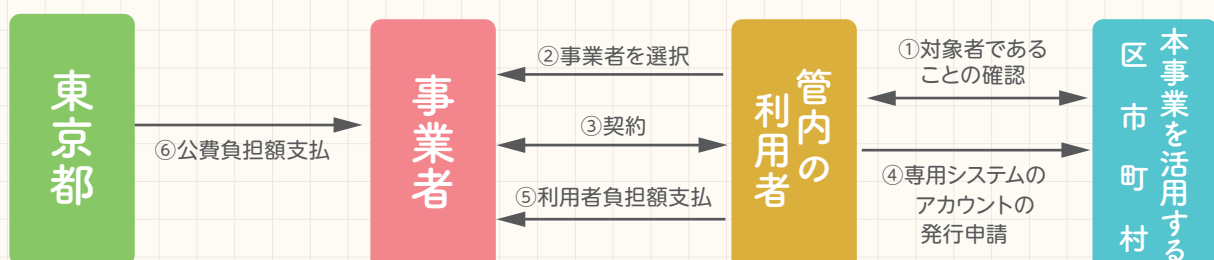 東京都
⑥公費負担額支払
事業者
②事業者を選択
③契約
⑤利用者負担額支払
管内の
利用者
①対象者である
ことの確認
④専用システムの
アカウントの
発行申請
本事業を活用する
区市町村